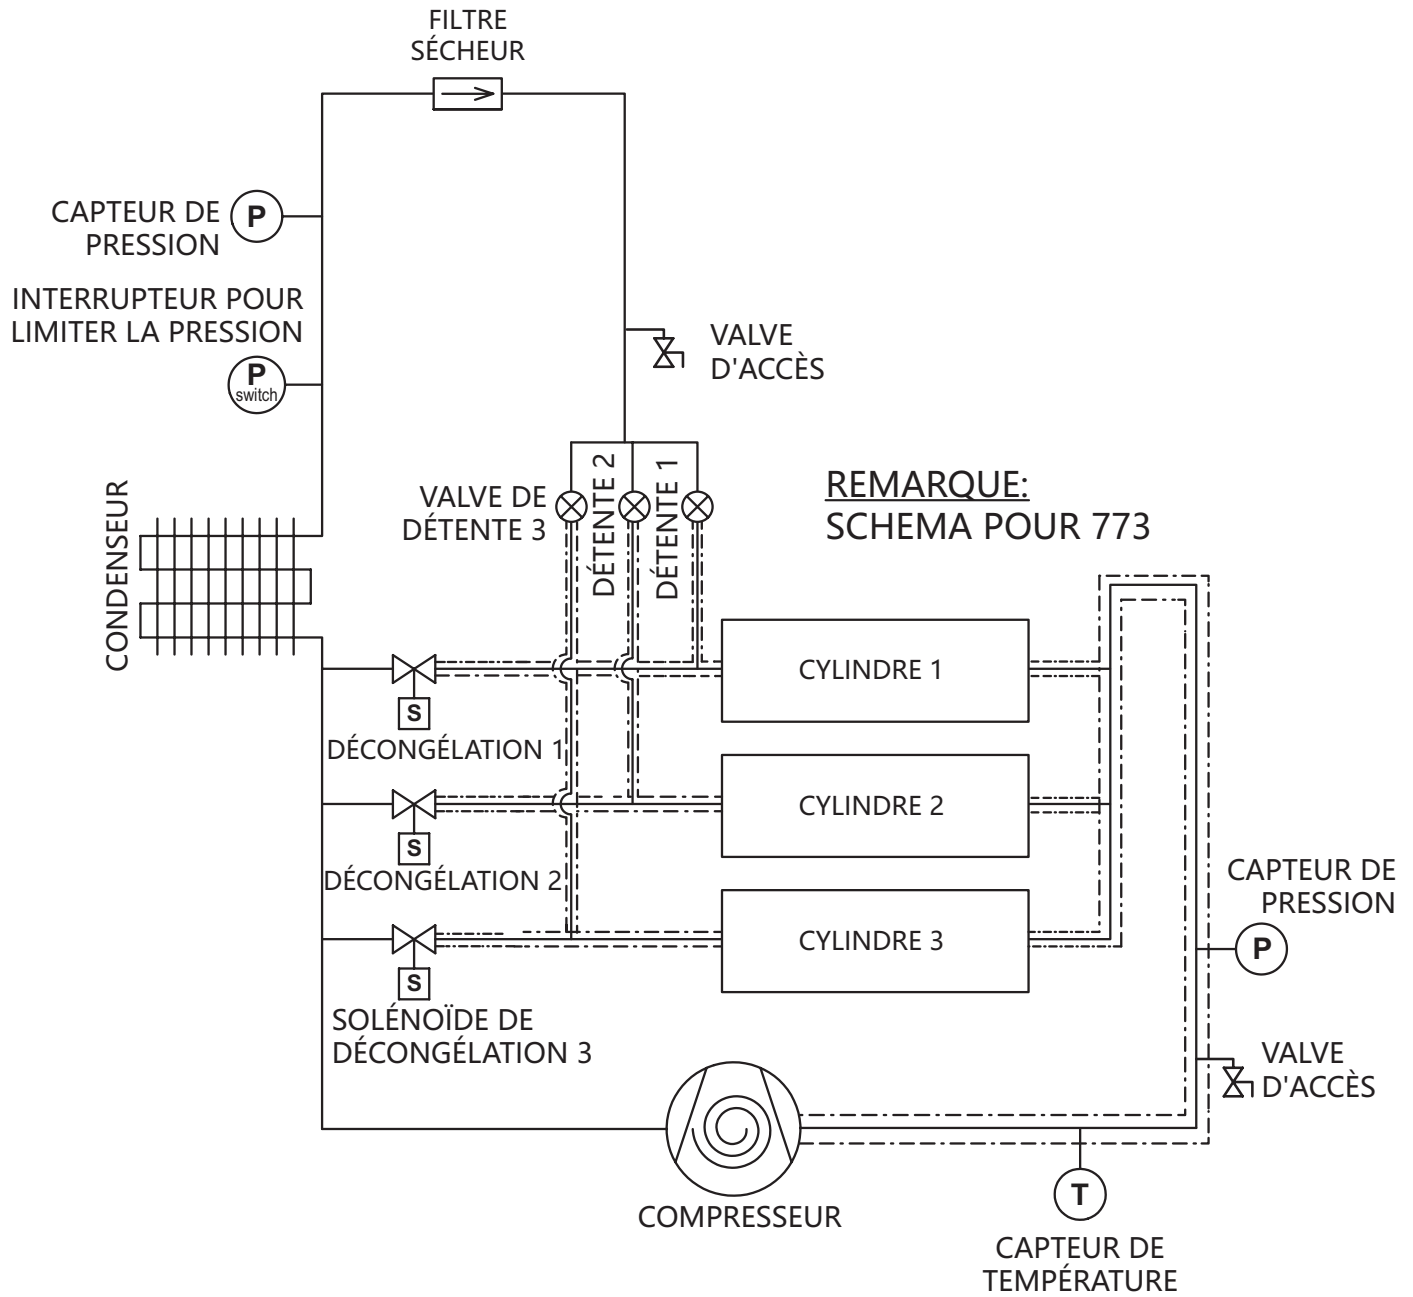 FILTRE
SÉCHEUR
CAPTEUR DE
PRESSION
P
INTERRUPTEUR POUR
LIMITER LA PRESSION
P
switch
VALVE
D'ACCÈS
CONDENSEUR
VALVE DE
DÉTENTE 3
DÉTENTE 2
DÉTENTE 1
REMARQUE:
SCHEMA POUR 773
CYLINDRE 1
S
DÉCONGÉLATION 1
CYLINDRE 2
S
DÉCONGÉLATION 2
CYLINDRE 3
S
SOLÉNOÏDE DE
DÉCONGÉLATION 3
CAPTEUR DE
PRESSION
P
VALVE
D'ACCÈS
COMPRESSEUR
T
CAPTEUR DE
TEMPÉRATURE